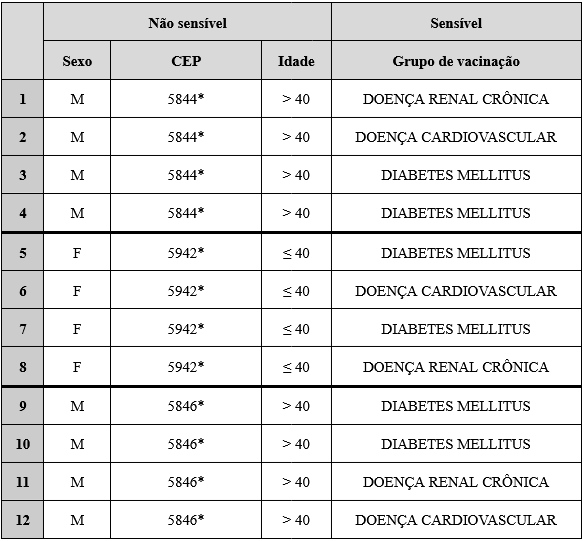 Não sensível Sensível
Sexo CEP Idade Grupo de vacinação
1 M 5844* > 40 DOENÇA RENAL CRÔNICA
2 M 5844* > 40 DOENÇA CARDIOVASCULAR
3 M 5844* > 40 DIABETES MELLITUS
4 M 5844* > 40 DIABETES MELLITUS
5 F 5942* ≤ 40 DIABETES MELLITUS
6 F 5942* ≤ 40 DOENÇA CARDIOVASCULAR
7 F 5942* ≤ 40 DIABETES MELLITUS
8 F 5942* ≤ 40 DOENÇA RENAL CRÔNICA
9 M 5846* > 40 DIABETES MELLITUS
10 M 5846* > 40 DIABETES MELLITUS
11 M 5846* > 40 DOENÇA RENAL CRÔNICA
12 M 5846* > 40 DOENÇA CARDIOVASCULAR